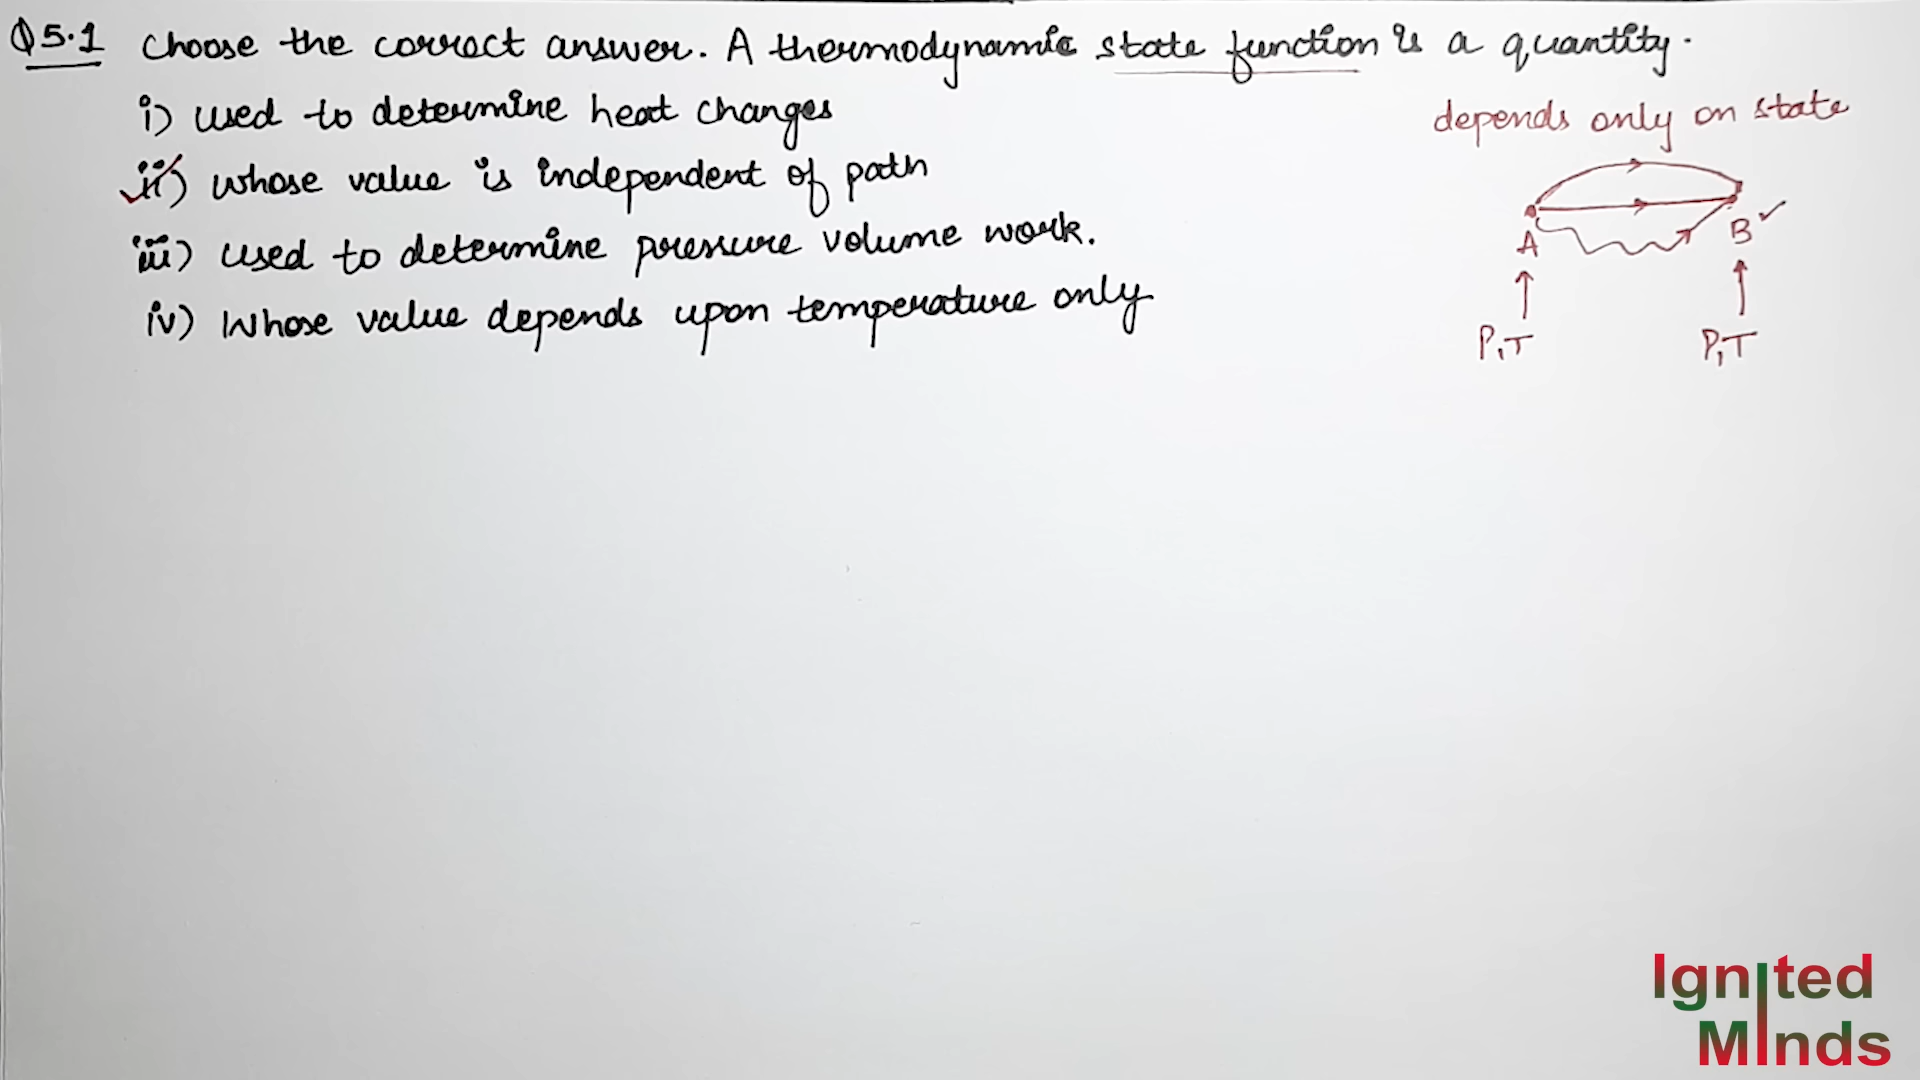 Q5.1 Choose the correct answer. A thermodynamic state function is a quantity.
i) used to determine heat changes
ii) whose value is independent of path
iii) used to determine pressure volume work.
iv) Whose value depends upon temperature only
depends only on state
A B
P,T P,T
Ignited
Minds